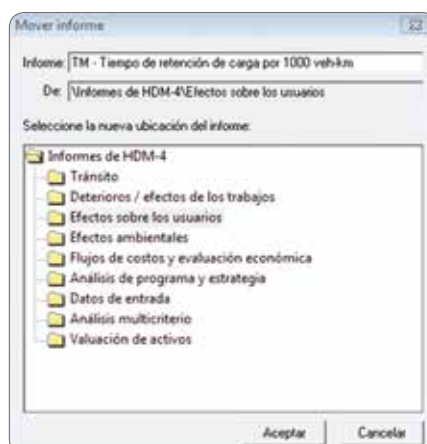 Mover informe
Informe: TM - Tiempo de retención de carga por 1000 veh-km
De: \Informes de HDM-4\Efectos sobre los usuarios
Seleccione la nueva ubicación del informe:
Informes de HDM-4
Tránsito
Deterioros / efectos de los trabajos
Efectos sobre los usuarios
Efectos ambientales
Flujos de costos y evaluación económica
Análisis de programa y estrategia
Datos de entrada
Análisis multicriterio
Valuación de activos
Aceptar Cancelar